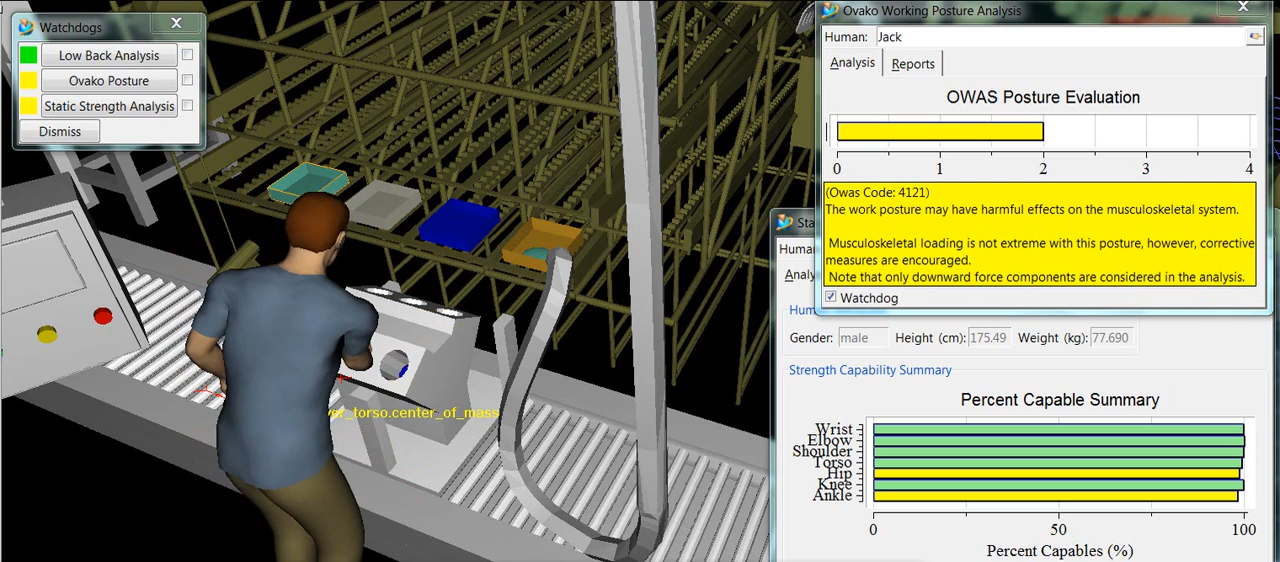 Watchdogs
Low Back Analysis
Ovako Posture
Static Strength Analysis
Dismiss
Ovako Working Posture Analysis
Human: Jack
Analysis Reports
OWAS Posture Evaluation
0 1 2 3 4
(Owas Code: 4121)
The work posture may have harmful effects on the musculoskeletal system.
Musculoskeletal loading is not extreme with this posture, however, corrective
measures are encouraged.
Note that only downward force components are considered in the analysis.
Watchdog
Gender: male Height (cm): 175.49 Weight (kg): 77.690
Strength Capability Summary
Percent Capable Summary
Wrist
Elbow
Shoulder
Torso
Hip
Knee
Ankle
0 50 100
Percent Capables (%)
er_torso.center_of_mass